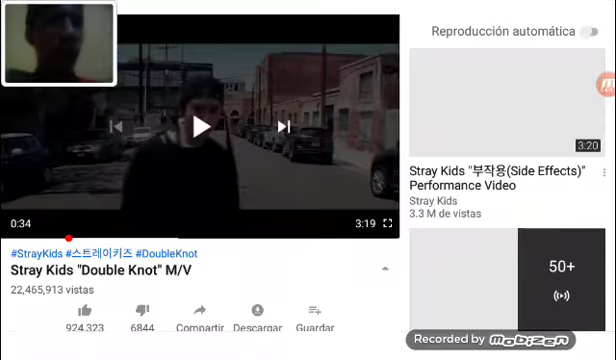 Reproducción automática
3:20
0:34
3:19
Stray Kids "부작용(Side Effects)"
Performance Video
Stray Kids
3.3 M de vistas
#StrayKids #스트레이키즈 #DoubleKnot
Stray Kids "Double Knot" M/V
22,465,913 vistas
924,323
6844
Compartir
Descargar
Guardar
50+
Recorded by MOBIZEN